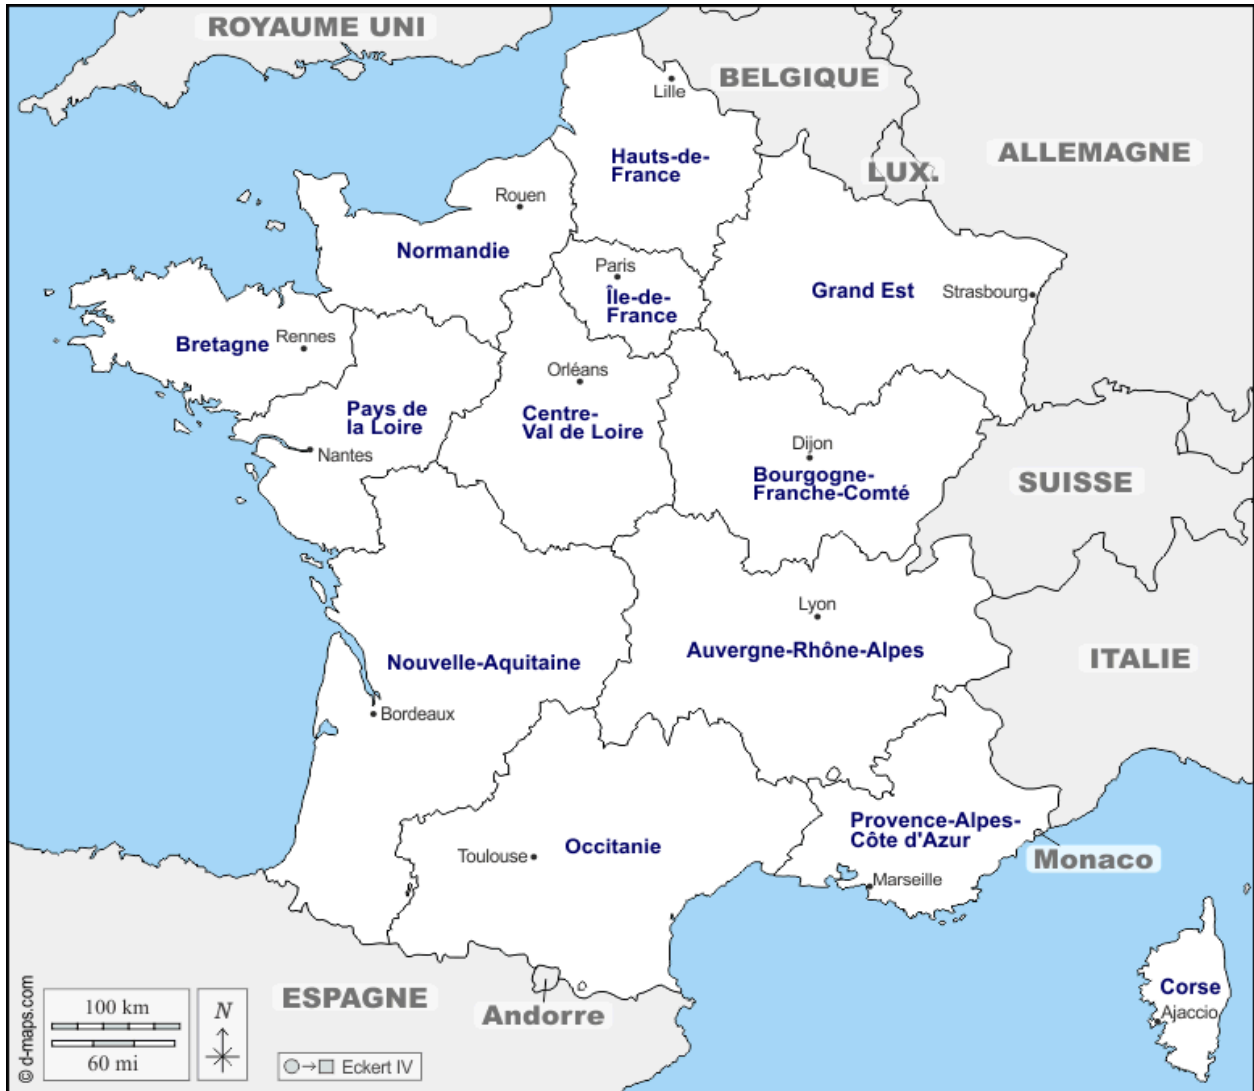 ROYAUME UNI
BELGIQUE
Lille
ALLEMAGNE
Hauts-de-
France
LUX.
Rouen
Normandie
Paris
Île-de-
France
Grand Est
Strasbourg
Bretagne
Rennes
Orléans
Pays de
la Loire
Centre-
Val de Loire
Nantes
Dijon
Bourgogne-
Franche-Comté
SUISSE
Lyon
Auvergne-Rhône-Alpes
Nouvelle-Aquitaine
ITALIE
Bordeaux
Provence-Alpes-
Côte d'Azur
Occitanie
Toulouse
Monaco
Marseille
Corse
Ajaccio
ESPAGNE
Andorre
© d-maps.com
100 km
60 mi
N
Eckert IV